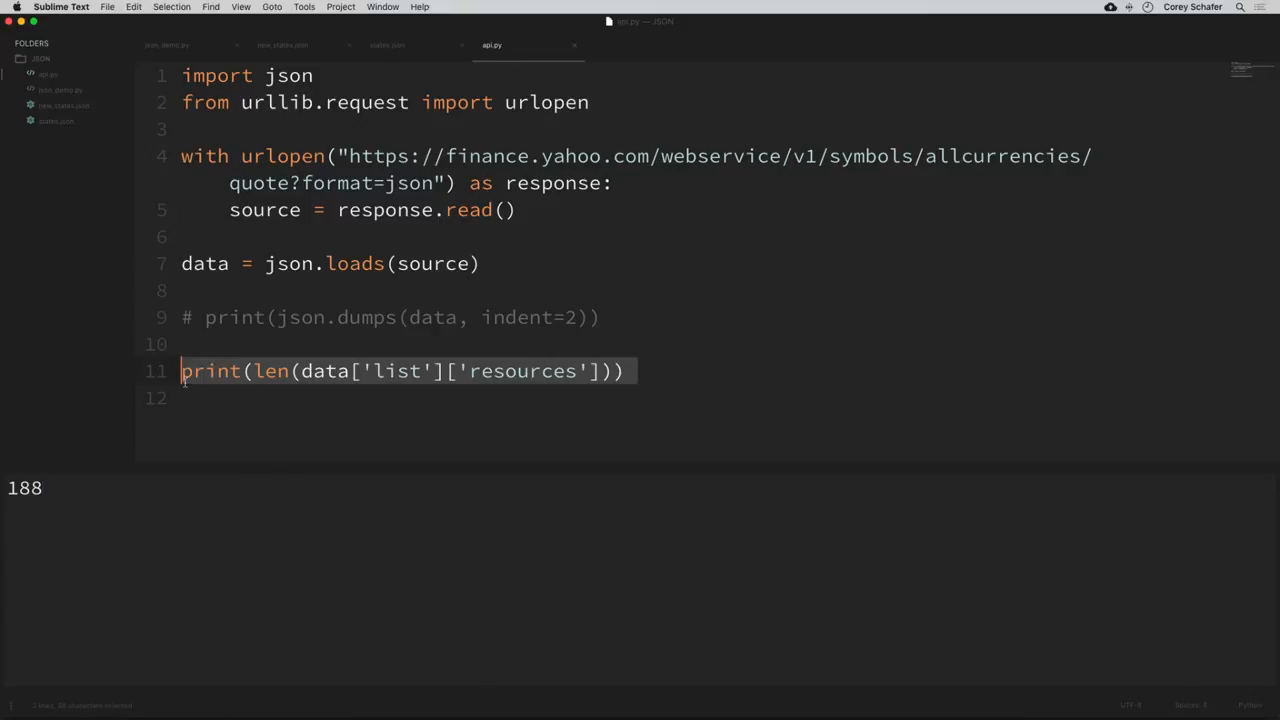 Sublime Text File Edit Selection Find View Goto Tools Project Window Help Corey Schafer
api.py — JSON
FOLDERS
JSON
api.py
json_demo.py
new_states.json
states.json
json_demo.py × new_states.json × states.json × api.py ×
1 import json
2 from urllib.request import urlopen
3
4 with urlopen("https://finance.yahoo.com/webservice/v1/symbols/allcurrencies/
quote?format=json") as response:
5 source = response.read()
6
7 data = json.loads(source)
8
9 # print(json.dumps(data, indent=2))
10
11 print(len(data['list']['resources']))
12
188
UTF-8 Python